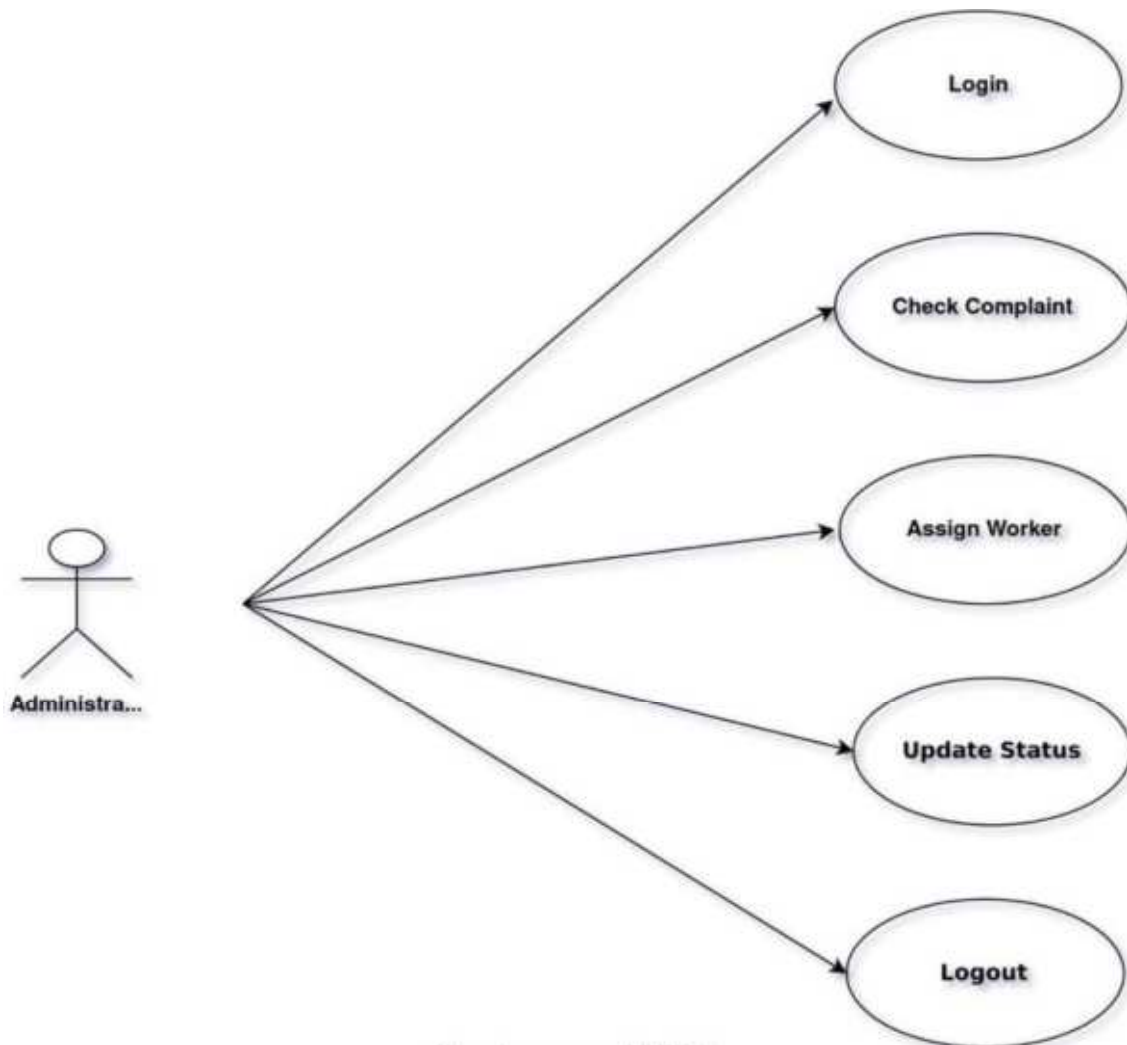 Login
Check Complaint
Assign Worker
Administra...
Update Status
Logout